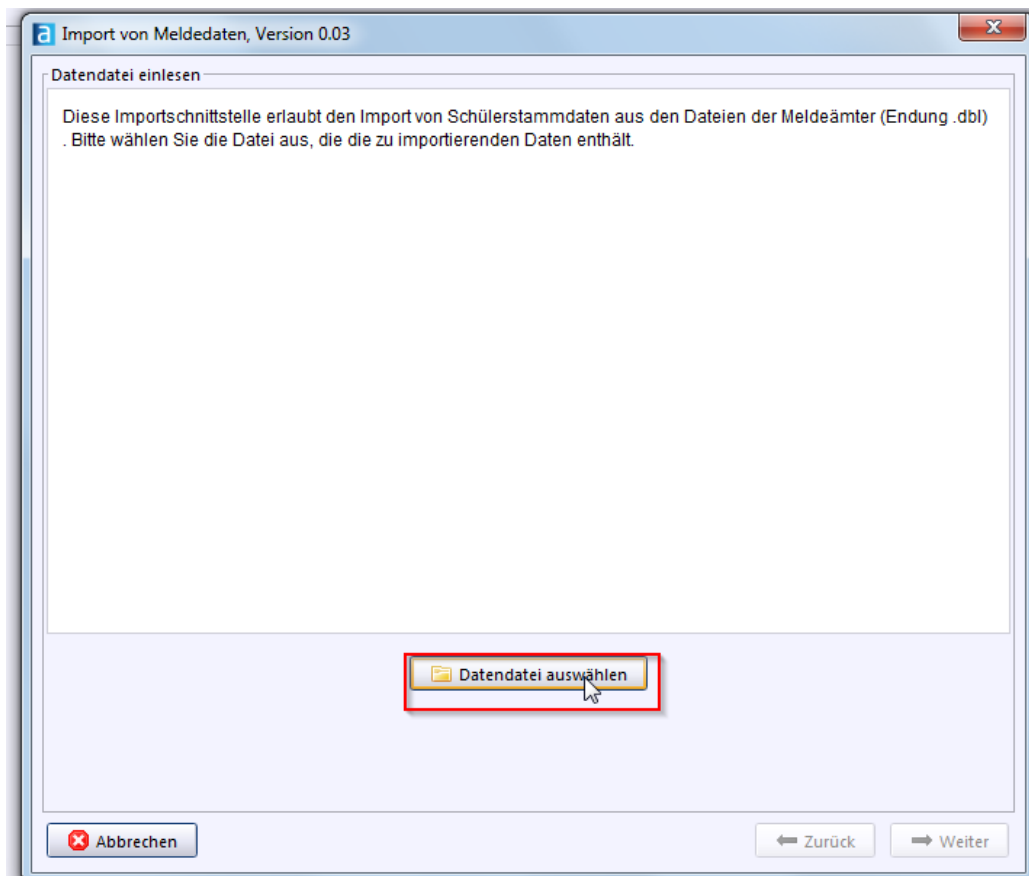 a Import von Meldedaten, Version 0.03
Datendatei einlesen
Diese Importschnittstelle erlaubt den Import von Schülerstammdaten aus den Dateien der Meldeämter (Endung .dbl)
. Bitte wählen Sie die Datei aus, die die zu importierenden Daten enthält.
Datendatei auswählen
Abbrechen
Zurück
Weiter